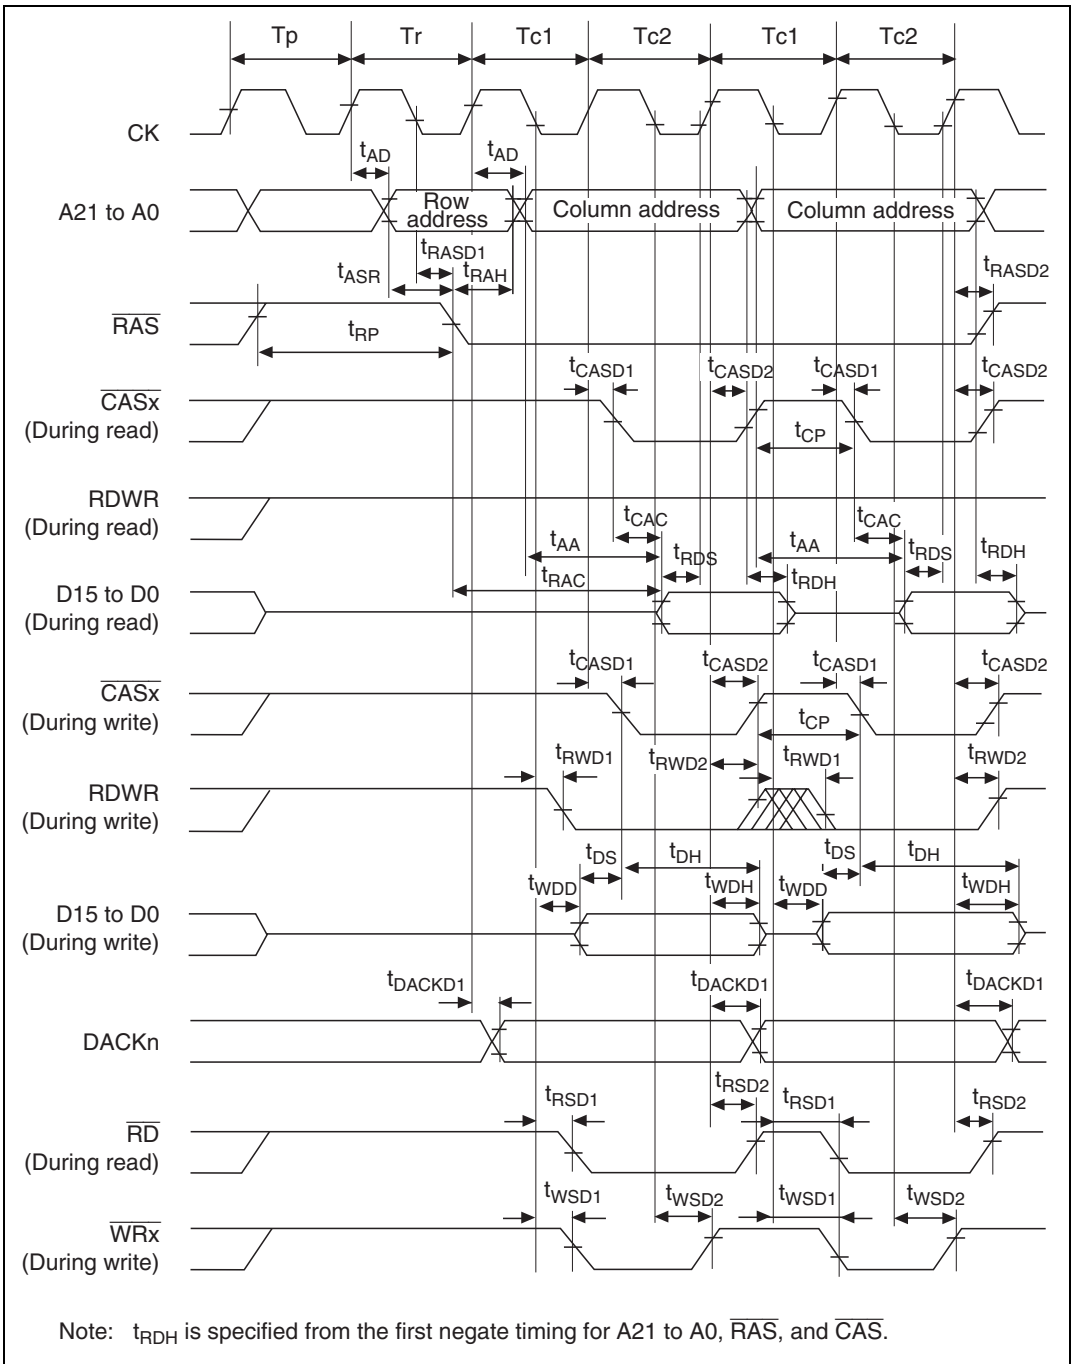 Tp Tr Tc1 Tc2 Tc1 Tc2
CK
tAD tAD
A21 to A0 Row address Column address Column address
tRASD1
tASR tRAH tRASD2
RAS
tRP
tCASD1 tCASD2 tCASD1 tCASD2
CASx
(During read)
tCP
RDWR
(During read)
tCAC tCAC
tAA tRDS tAA tRDS tRDH
tRAC tRDH
D15 to D0
(During read)
tCASD1 tCASD2 tCASD1 tCASD2
CASx
(During write)
tCP
tRWD1 tRWD2 tRWD1 tRWD2
RDWR
(During write)
tDS tDH tDS tDH
tWDD tWDH tWDD tWDH
D15 to D0
(During write)
tDACKD1 tDACKD1 tDACKD1
DACKn
tRSD1 tRSD2 tRSD1 tRSD2
RD
(During read)
tWSD1 tWSD2 tWSD1 tWSD2
WRx
(During write)
Note: tRDH is specified from the first negate timing for A21 to A0, RAS, and CAS.